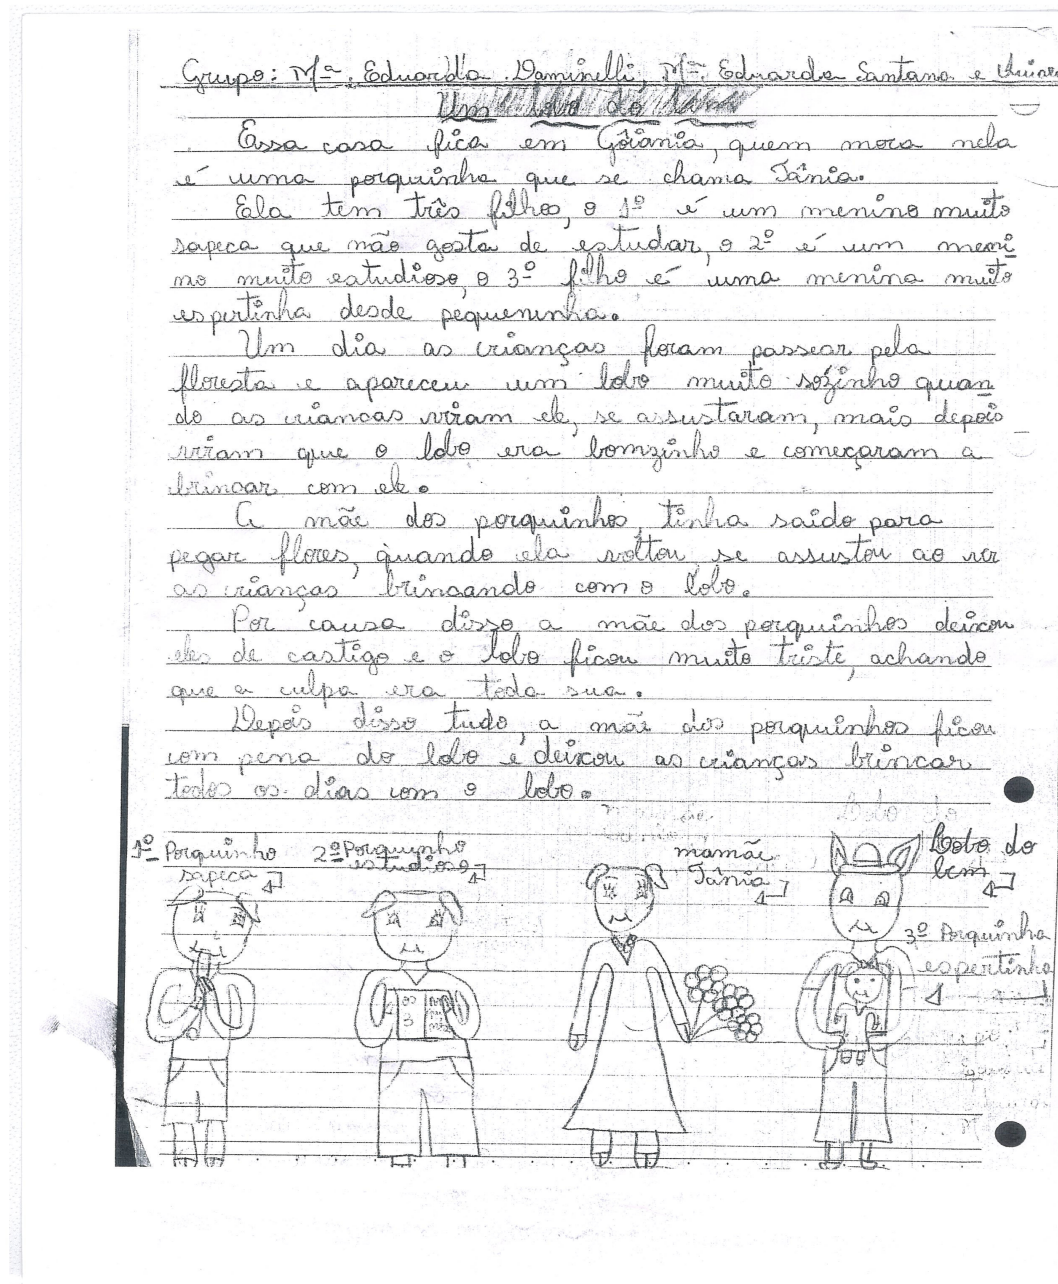 Grupo: Mª. Eduarda Daminelli, Mª. Eduarda Santana e
Um lobo do bem
Essa casa fica em Goiânia, quem mora nela
é uma porquinha que se chama Tânia.
Ela tem três filhos, o 1º é um menino muito
sapeca que não gosta de estudar, o 2º é um meni
no muito estudioso, o 3º filho é uma menina muito
espertinha desde pequeninha.
Um dia as crianças foram passear pela
floresta e apareceu um lobo muito sozinho quan
do as criancas viram ele, se assustaram, mais depois
viram que o lobo era bomzinho e começaram a
brincar com ele.
A mãe dos porquinhos, tinha saído para
pegar flores, quando ela voltou, se assustou ao ver
as crianças brincando com o lobo.
Por causa disso a mãe dos porquinhos deixou
eles de castigo e o lobo ficou muito triste, achando
que a culpa era toda sua.
Depois disso tudo, a mãe dos porquinhos ficou
com pena do lobo e deixou as crianças brincar
todos os dias com o lobo.
1º Porquinho
sapeca
2º Porquinho
estudioso
mamãe
Tânia
Lobo do
bem
3º Porquinha
espertinha